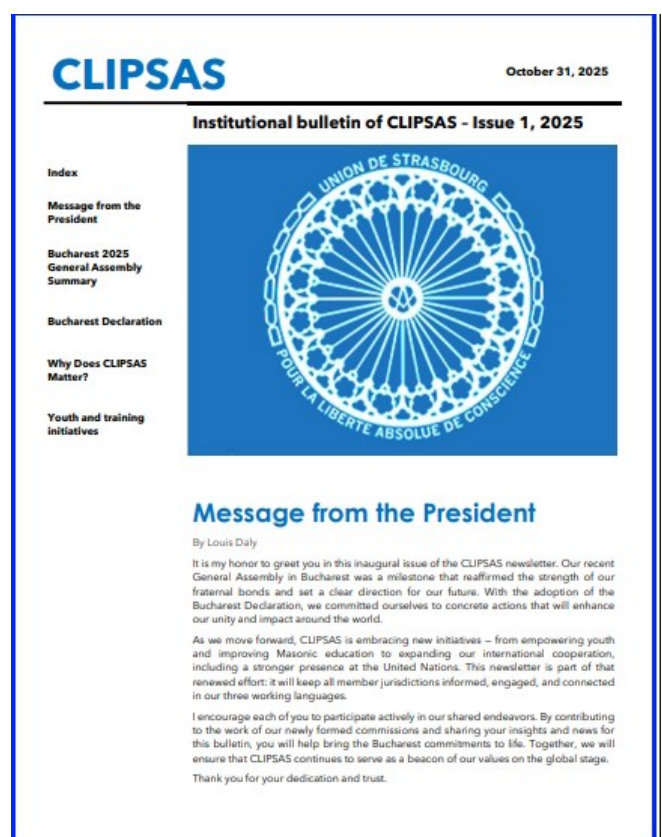 CLIPSAS
October 31, 2025
Institutional bulletin of CLIPSAS – Issue 1, 2025
Index
Message from the
President
Bucharest 2025
General Assembly
Summary
Bucharest Declaration
Why Does CLIPSAS
Matter?
Youth and training
initiatives
UNION DE STRASBOURG
POUR LA LIBERTE ABSOLUE DE CONSCIENCE
Message from the President
By Louis Daly
It is my honor to greet you in this inaugural issue of the CLIPSAS newsletter. Our recent
General Assembly in Bucharest was a milestone that reaffirmed the strength of our
fraternal bonds and set a clear direction for our future. With the adoption of the
Bucharest Declaration, we committed ourselves to concrete actions that will enhance
our unity and impact around the world.
As we move forward, CLIPSAS is embracing new initiatives – from empowering youth
and improving Masonic education to expanding our international cooperation,
including a stronger presence at the United Nations. This newsletter is part of that
renewed effort: it will keep all member jurisdictions informed, engaged, and connected
in our three working languages.
I encourage each of you to participate actively in our shared endeavors. By contributing
to the work of our newly formed commissions and sharing your insights and news for
this bulletin, you will help bring the Bucharest commitments to life. Together, we will
ensure that CLIPSAS continues to serve as a beacon of our values on the global stage.
Thank you for your dedication and trust.